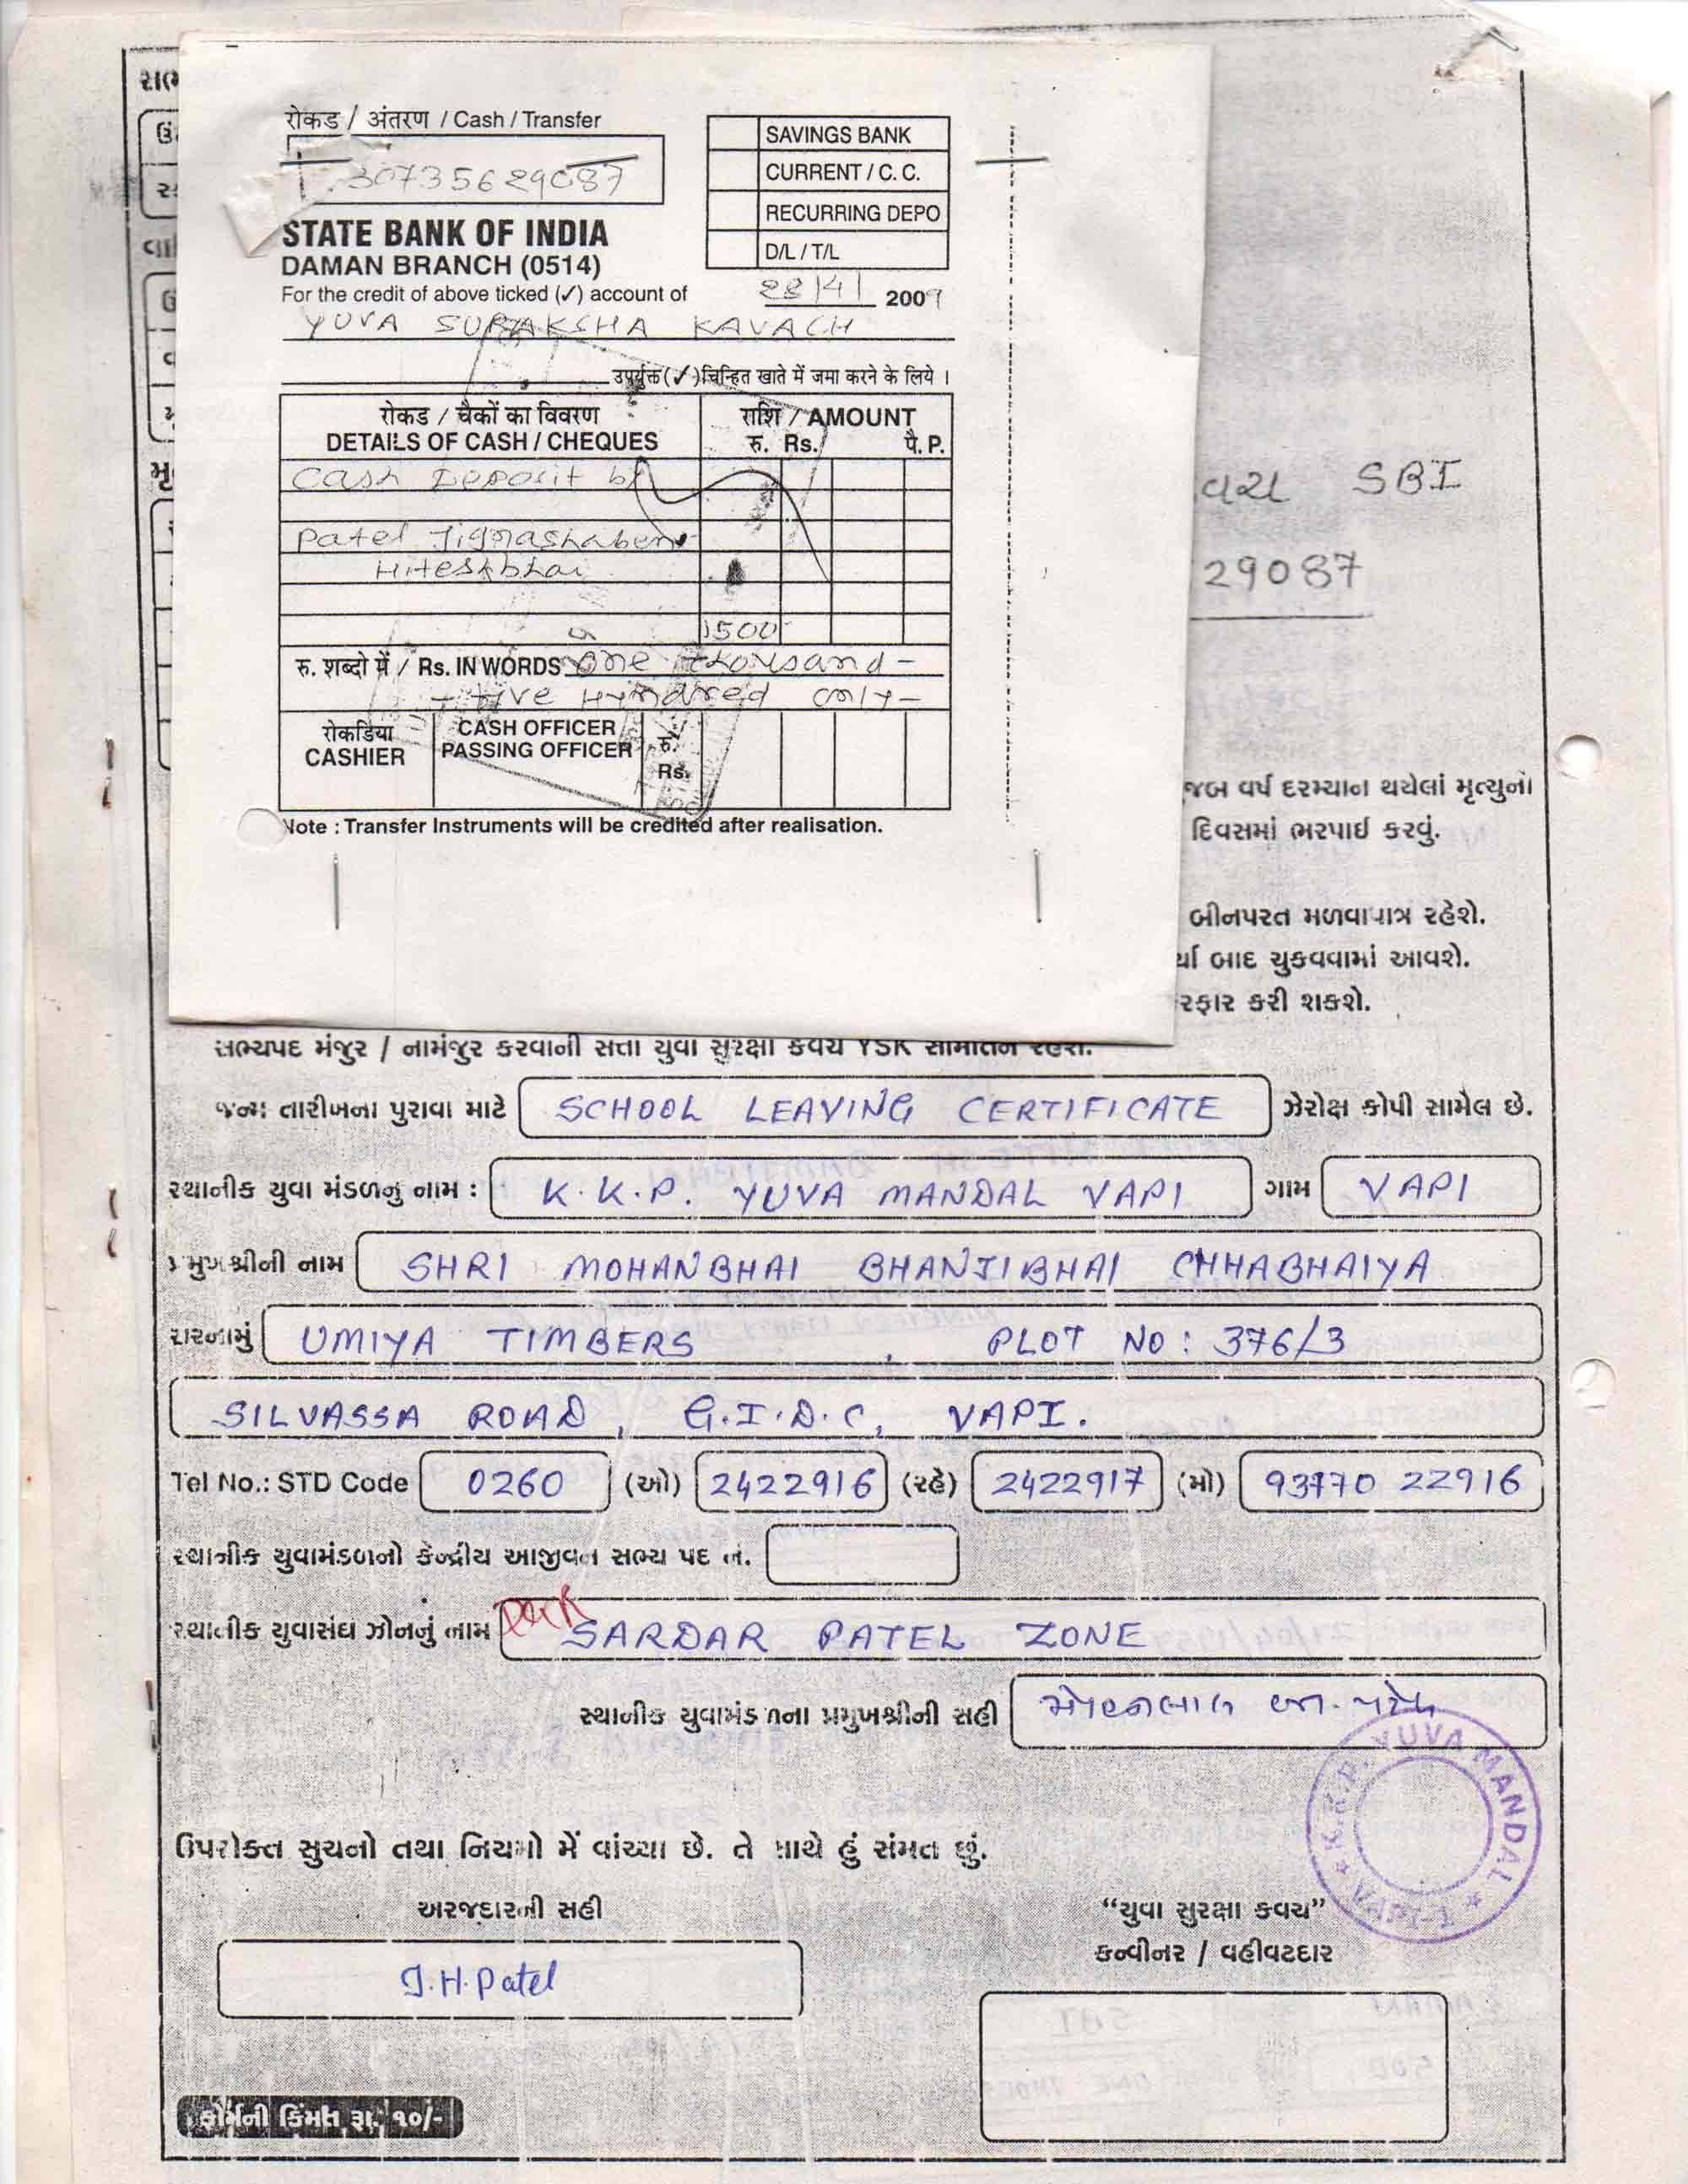 रोकड / अंतरण / Cash / Transfer
30735629087
SAVINGS BANK
CURRENT / C. C.
RECURRING DEPO
D/L / T/L
STATE BANK OF INDIA
DAMAN BRANCH (0514)
For the credit of above ticked (✓) account of 28/4/ 2009
YUVA SURAKSHA KAVACH
उपर्युक्त (✓) चिन्हित खाते में जमा करने के लिये ।
रोकड / चैकों का विवरण राशि / AMOUNT
DETAILS OF CASH / CHEQUES रु. Rs. पै. P.
Cash Deposit by
Patel Jignashaben
Hiteshbhai
1500
रु. शब्दो में / Rs. IN WORDS One thousand -
- five Hundred only -
रोकडिया CASH OFFICER रु.
CASHIER PASSING OFFICER Rs.
Note : Transfer Instruments will be credited after realisation.
વચ SBI
29087
જબ વર્ષ દરમ્યાન થયેલાં મૃત્યુનો
દિવસમાં ભરપાઈ કરવું.
બીનપરત મળવાપાત્ર રહેશે.
ર્યા બાદ ચુકવવામાં આવશે.
રફાર કરી શકશે.
સભ્યપદ મંજુર / નામંજુર કરવાની સત્તા યુવા સુરક્ષા કવચ YSK
જન્મ તારીખના પુરાવા માટે SCHOOL LEAVING CERTIFICATE ઝેરોક્ષ કોપી સામેલ છે.
સ્થાનીક યુવા મંડળનુ નામ : K.K.P. YUVA MANDAL VAPI ગામ VAPI
પ્રમુખશ્રીની નામ SHRI MOHANBHAI BHANJIBHAI CHHABHAIYA
સરનામું UMIYA TIMBERS , PLOT NO : 376/3
SILVASSA ROAD, G.I.D.C, VAPI.
Tel No.: STD Code 0260 (ઓ) 2422916 (રહે) 2422917 (મો) 93770 22916
સ્થાનીક યુવામંડળનો કેન્દ્રીય આજીવન સભ્ય પદ નં.
સ્થાનીક યુવાસંઘ ઝોનનું નામ SARDAR PATEL ZONE
સ્થાનીક યુવામંડળના પ્રમુખશ્રીની સહી
K.K.P. YUVA MANDAL
ઉપરોક્ત સુચનો તથા નિયમો મેં વાંચ્યા છે. તે સાથે હું સંમત છું.
અરજદારની સહી
J.H.Patel
“યુવા સુરક્ષા કવચ”
કન્વીનર / વહીવટદાર
ફોર્મની કિંમત રૂા. ૧૦/-